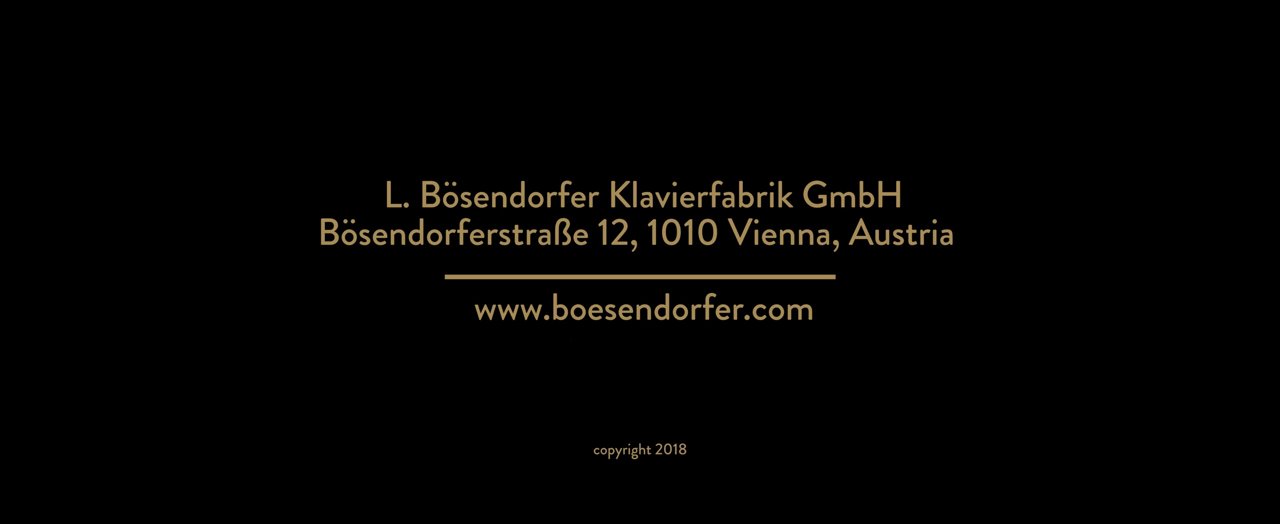 L. Bösendorfer Klavierfabrik GmbH
Bösendorferstraße 12, 1010 Vienna, Austria
www.boesendorfer.com
copyright 2018